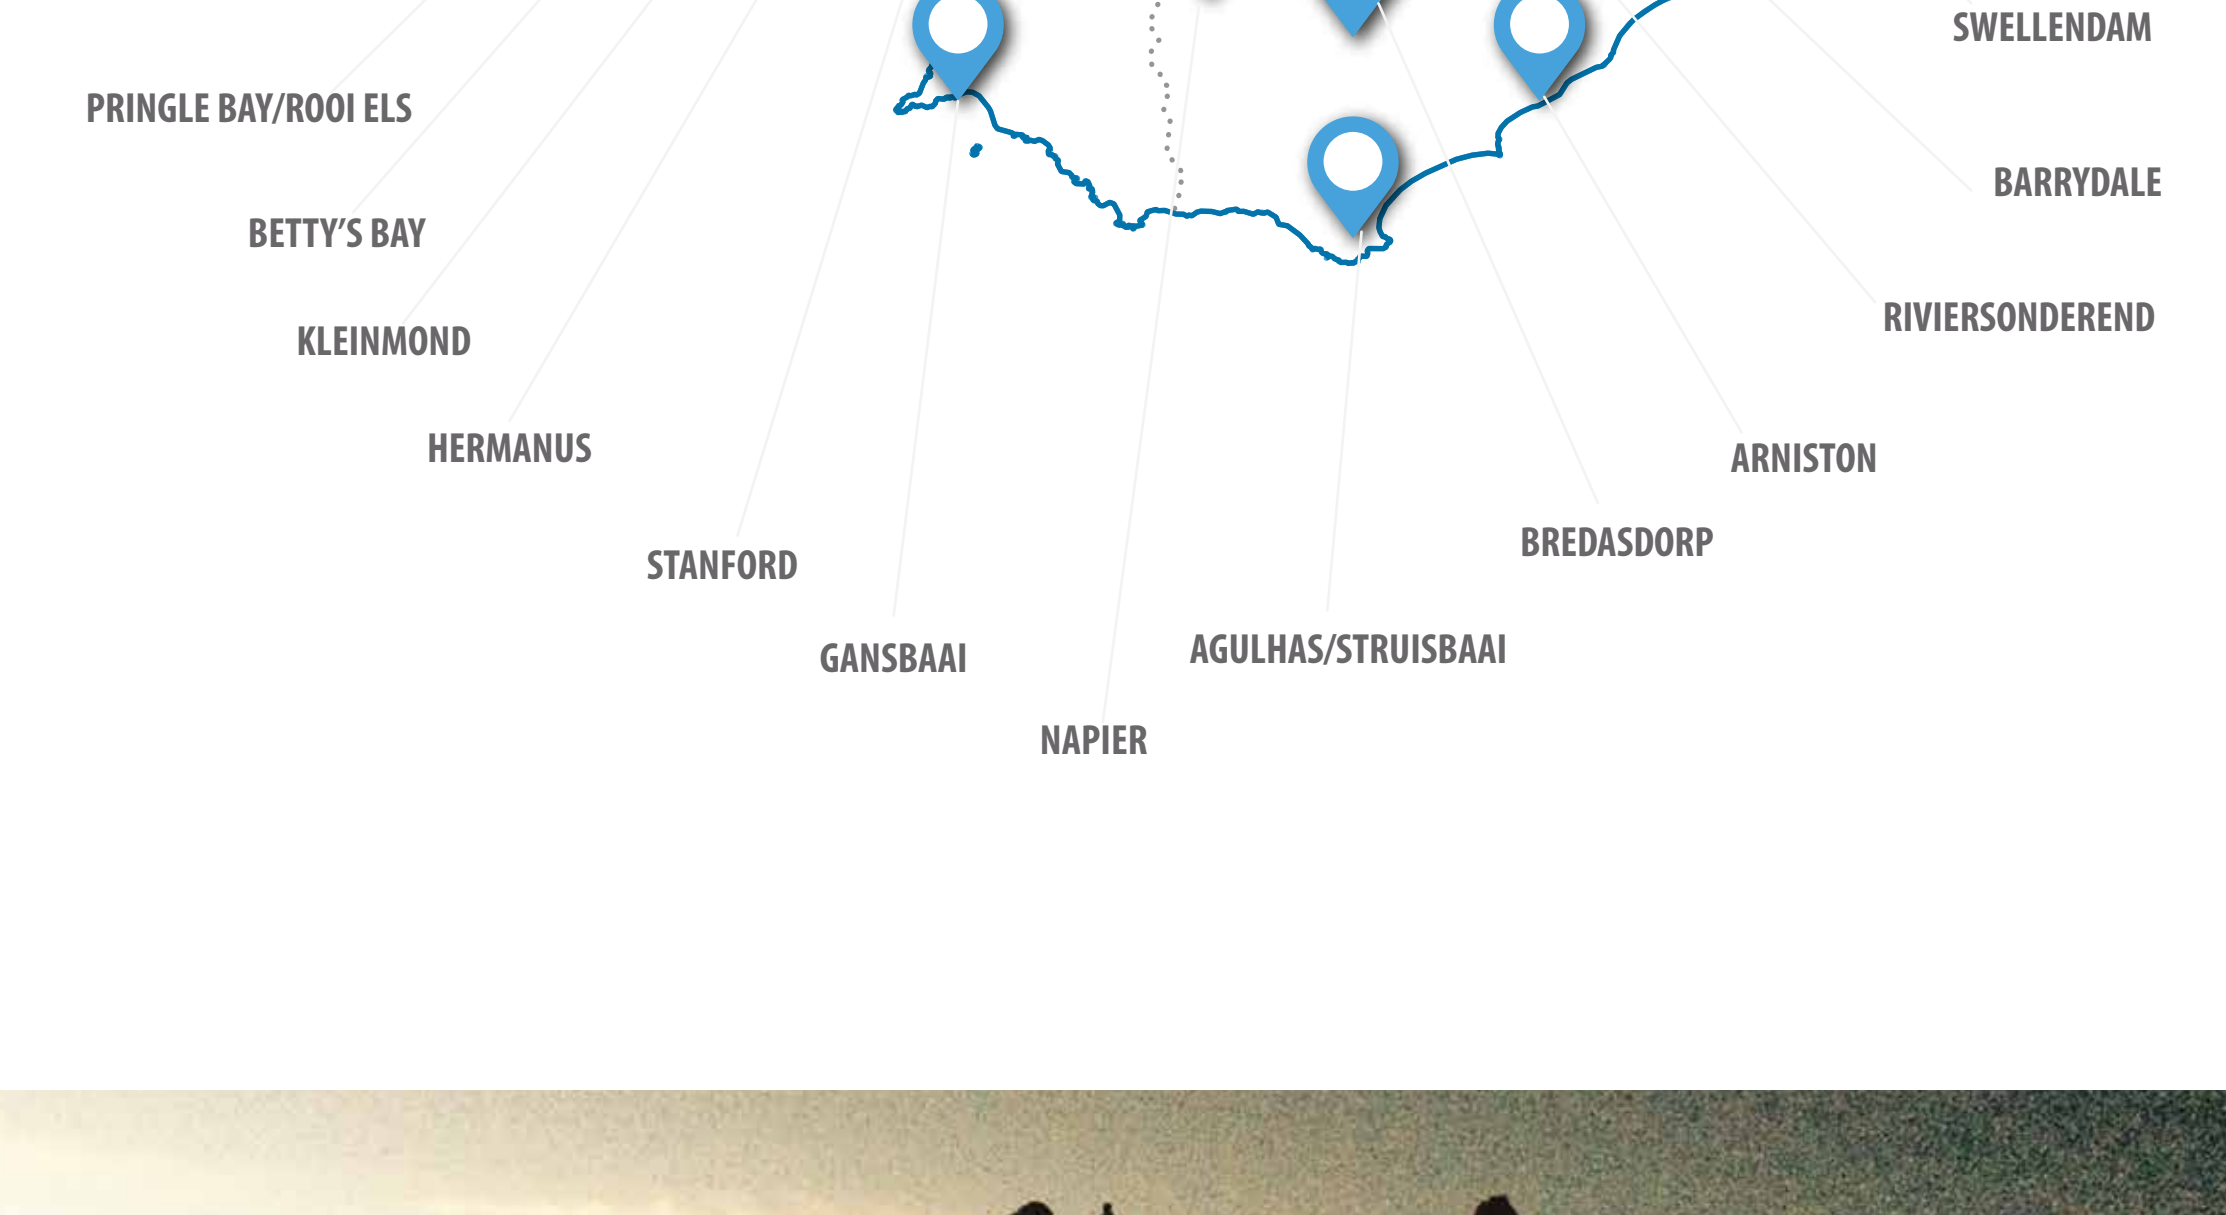 SWELLENDAM
PRINGLE BAY/ROOI ELS
BARRYDALE
BETTY’S BAY
RIVIERSONDEREND
KLEINMOND
HERMANUS
ARNISTON
BREDASDORP
STANFORD
AGULHAS/STRUISBAAI
GANSBAAI
NAPIER